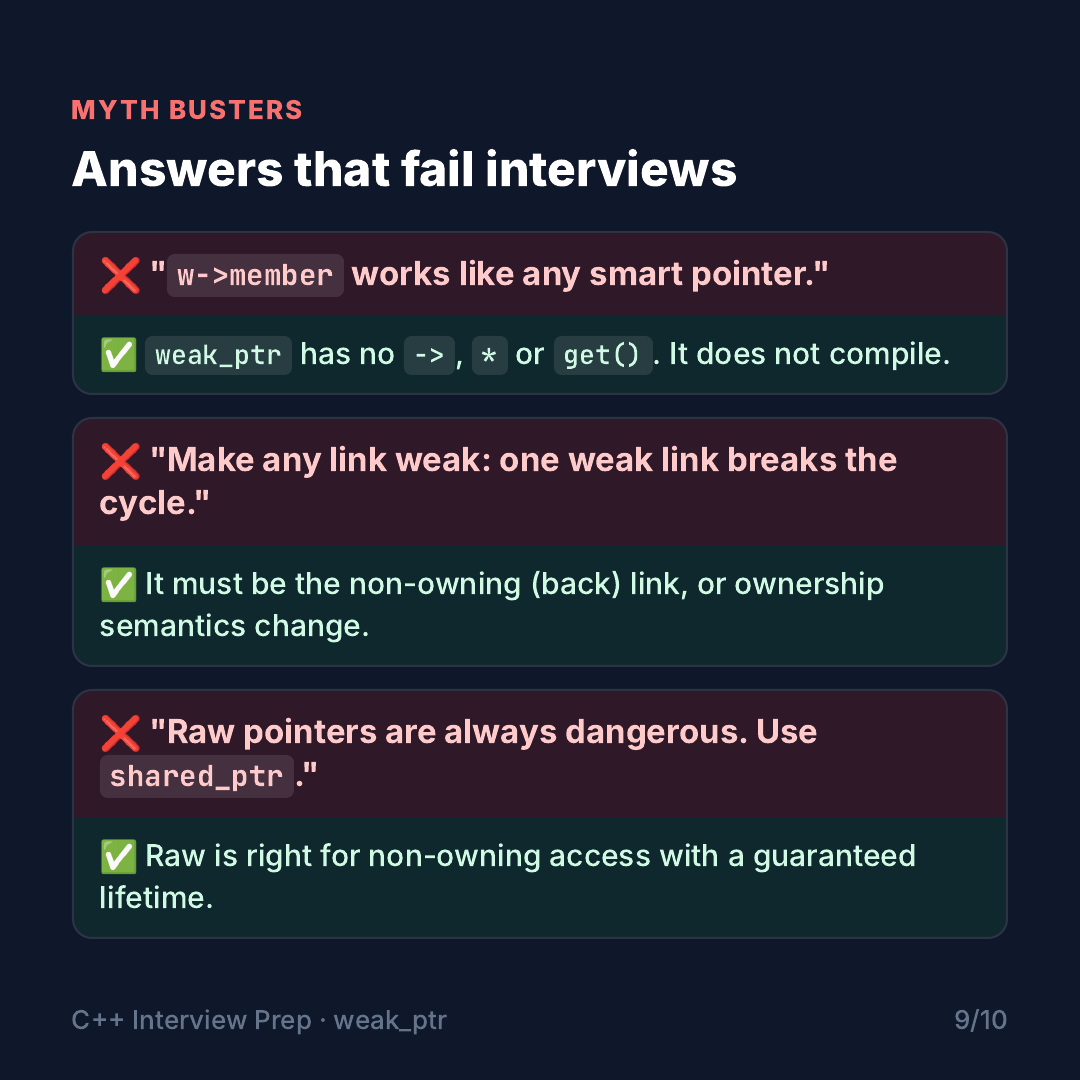 MYTH BUSTERS
Answers that fail interviews
❌ "w->member works like any smart pointer."
✅ weak_ptr has no ->, * or get(). It does not compile.
❌ "Make any link weak: one weak link breaks the
cycle."
✅ It must be the non-owning (back) link, or ownership
semantics change.
❌ "Raw pointers are always dangerous. Use
shared_ptr."
✅ Raw is right for non-owning access with a guaranteed
lifetime.
C++ Interview Prep · weak_ptr
9/10